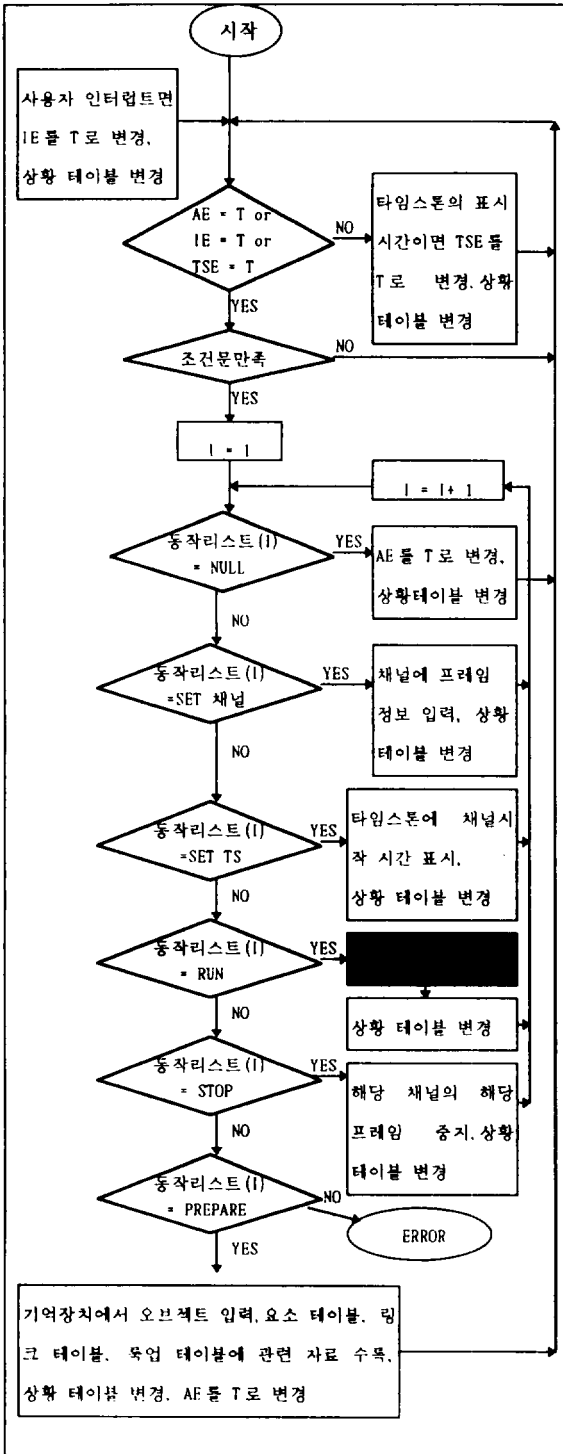 시작
사용자 인터럽트면
IE를 T로 변경,
상황 테이블 변경
AE = T or
IE = T or
TSE = T
NO
타임스톤의 표시
시간이면 TSE를
T로 변경.상황
테이블 변경
YES
조건문만족
NO
YES
I = 1
I = I+ 1
동작리스트(I)
= NULL
YES
AE를 T로 변경,
상황테이블 변경
NO
동작리스트(I)
=SET 채널
YES
채널에 프레임
정보 입력, 상황
테이블 변경
NO
동작리스트(I)
=SET TS
YES
타임스톤에 채널시
작 시간 표시,
상황 테이블 변경
NO
동작리스트(I)
= RUN
YES
상황 테이블 변경
NO
동작리스트(I)
= STOP
YES
해당 채널의 해당
프레임 중지,상황
테이블 변경
NO
동작리스트(I)
= PREPARE
NO
ERROR
YES
기억장치에서 오브젝트 입력,요소 테이블. 링
크 테이블. 묵업 테이블에 관련 자료 수록,
상황 테이블 변경. AE를 T로 변경